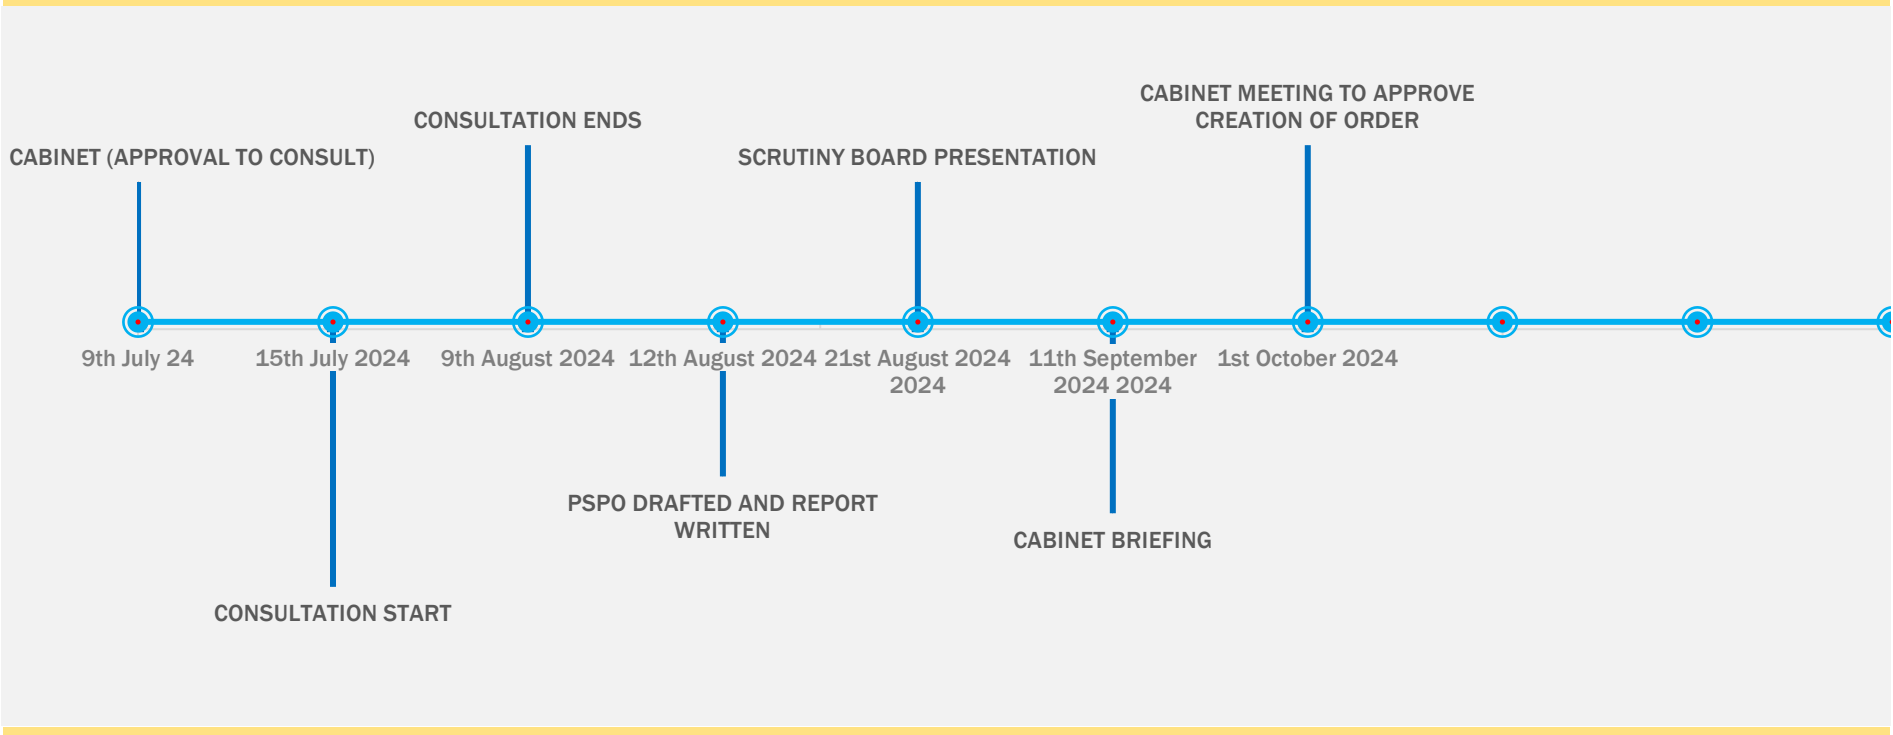 CABINET MEETING TO APPROVE
CREATION OF ORDER
CONSULTATION ENDS
CABINET (APPROVAL TO CONSULT)
SCRUTINY BOARD PRESENTATION
9th July 24
15th July 2024
9th August 2024
12th August 2024
21st August 2024
2024
11th September
2024 2024
1st October 2024
PSPO DRAFTED AND REPORT
WRITTEN
CABINET BRIEFING
CONSULTATION START